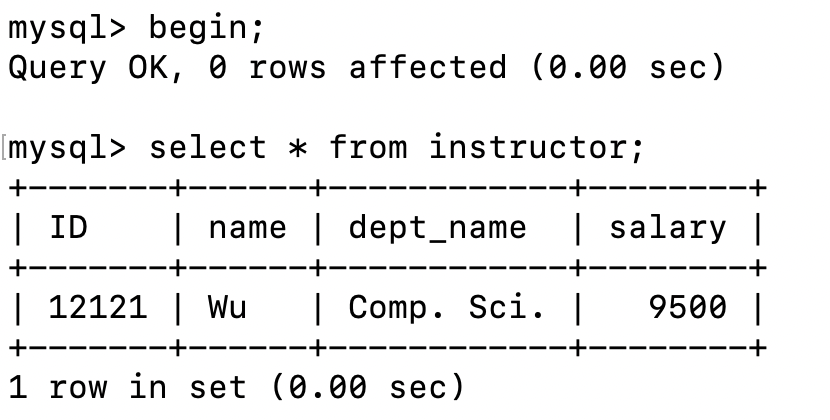 mysql> begin;
Query OK, 0 rows affected (0.00 sec)

mysql> select * from instructor;
+-------+------+------------+--------+
| ID    | name | dept_name  | salary |
+-------+------+------------+--------+
| 12121 | Wu   | Comp. Sci. |   9500 |
+-------+------+------------+--------+
1 row in set (0.00 sec)